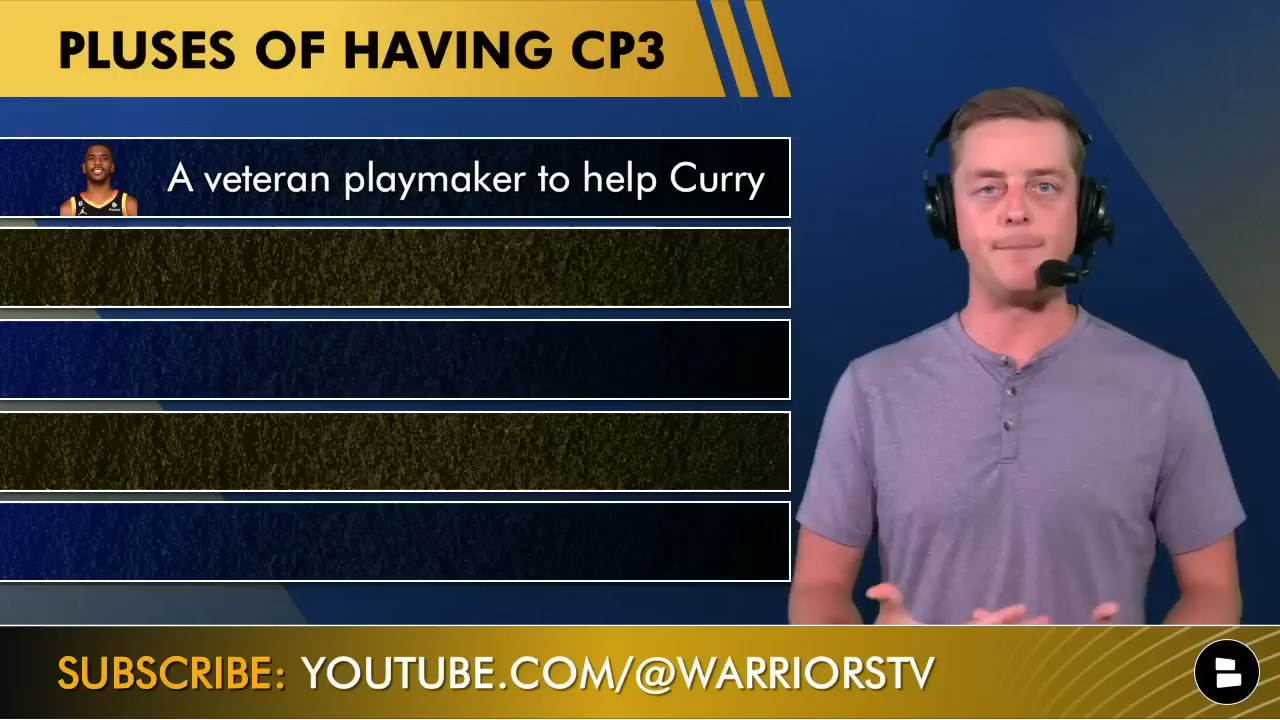 PLUSES OF HAVING CP3
A veteran playmaker to help Curry
SUBSCRIBE: YOUTUBE.COM/@WARRIORSTV